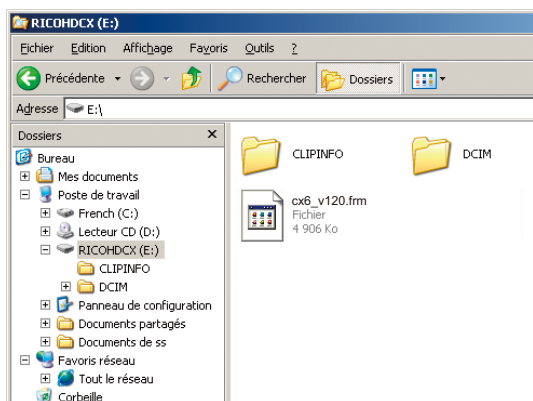 RICOHDCX (E:)
Fichier Edition Affichage Favoris Outils ?
Précédente Rechercher Dossiers
Adresse E:\
Dossiers x
Bureau
Mes documents
Poste de travail
French (C:)
Lecteur CD (D:)
RICOHDCX (E:)
CLIPINFO
DCIM
Panneau de configuration
Documents partagés
Documents de ss
Favoris réseau
Tout le réseau
Corbeille
CLIPINFO DCIM
cx6_v120.frm
Fichier
4 906 Ko